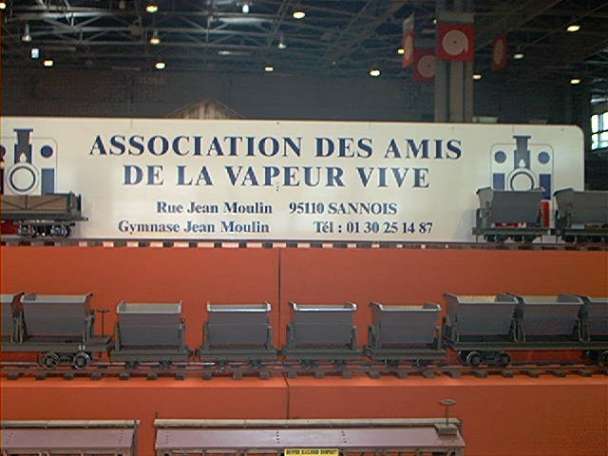 ASSOCIATION DES AMIS
DE LA VAPEUR VIVE
Rue Jean Moulin 95110 SANNOIS
Gymnase Jean Moulin Tél : 01 30 25 14 87